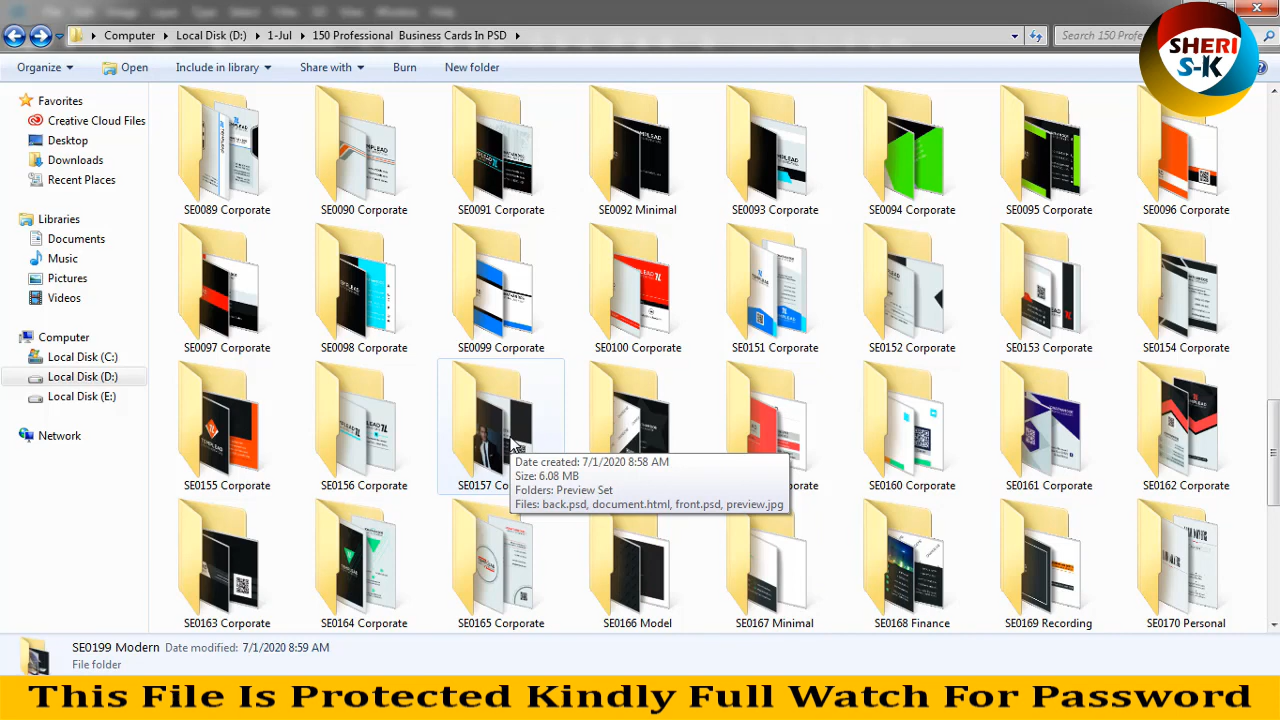 Computer ▸ Local Disk (D:) ▸ 1-Jul ▸ 150 Professional Business Cards In PSD ▸
Search 150 Profe
SHERI
S-K
Organize Open Include in library Share with Burn New folder
Favorites
Creative Cloud Files
Desktop
Downloads
Recent Places
Libraries
Documents
Music
Pictures
Videos
Computer
Local Disk (C:)
Local Disk (D:)
Local Disk (E:)
Network
SE0089 Corporate SE0090 Corporate SE0091 Corporate SE0092 Minimal SE0093 Corporate SE0094 Corporate SE0095 Corporate SE0096 Corporate
SE0097 Corporate SE0098 Corporate SE0099 Corporate SE0100 Corporate SE0151 Corporate SE0152 Corporate SE0153 Corporate SE0154 Corporate
SE0155 Corporate SE0156 Corporate SE0157 Co porate SE0160 Corporate SE0161 Corporate SE0162 Corporate
Date created: 7/1/2020 8:58 AM
Size: 6.08 MB
Folders: Preview Set
Files: back.psd, document.html, front.psd, preview.jpg
SE0163 Corporate SE0164 Corporate SE0165 Corporate SE0166 Model SE0167 Minimal SE0168 Finance SE0169 Recording SE0170 Personal
SE0199 Modern Date modified: 7/1/2020 8:59 AM
File folder
This File Is Protected Kindly Full Watch For Password